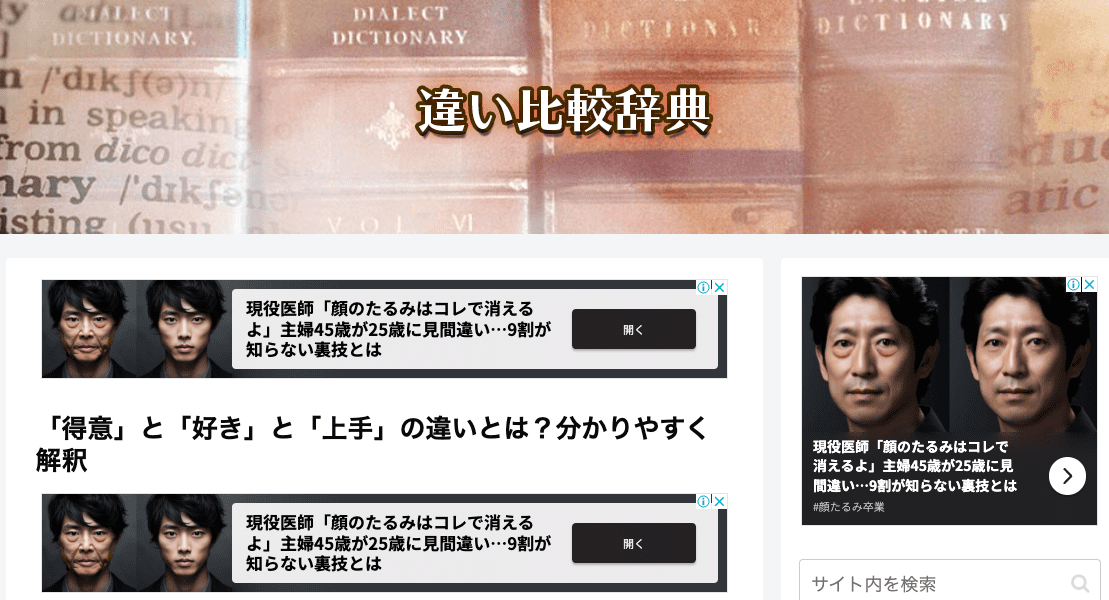 DIALECT
DICTIONARY.
DIALECT
DICTIONARY
DICTIONARY
ENGLISH
DICTIONARY
/'dɪkʃ(ə)n/
in speaking
from dico dict- s
nary /'dɪkʃənər
isting (usu
VOL VI
違い比較辞典
現役医師「顔のたるみはコレで消える
よ」主婦45歳が25歳に見間違い…9割が
知らない裏技とは
開く
「得意」と「好き」と「上手」の違いとは？分かりやすく
解釈
現役医師「顔のたるみはコレで消える
よ」主婦45歳が25歳に見間違い…9割が
知らない裏技とは
開く
現役医師「顔のたるみはコレで
消えるよ」主婦45歳が25歳に見
間違い…9割が知らない裏技とは
#顔たるみ卒業
サイト内を検索